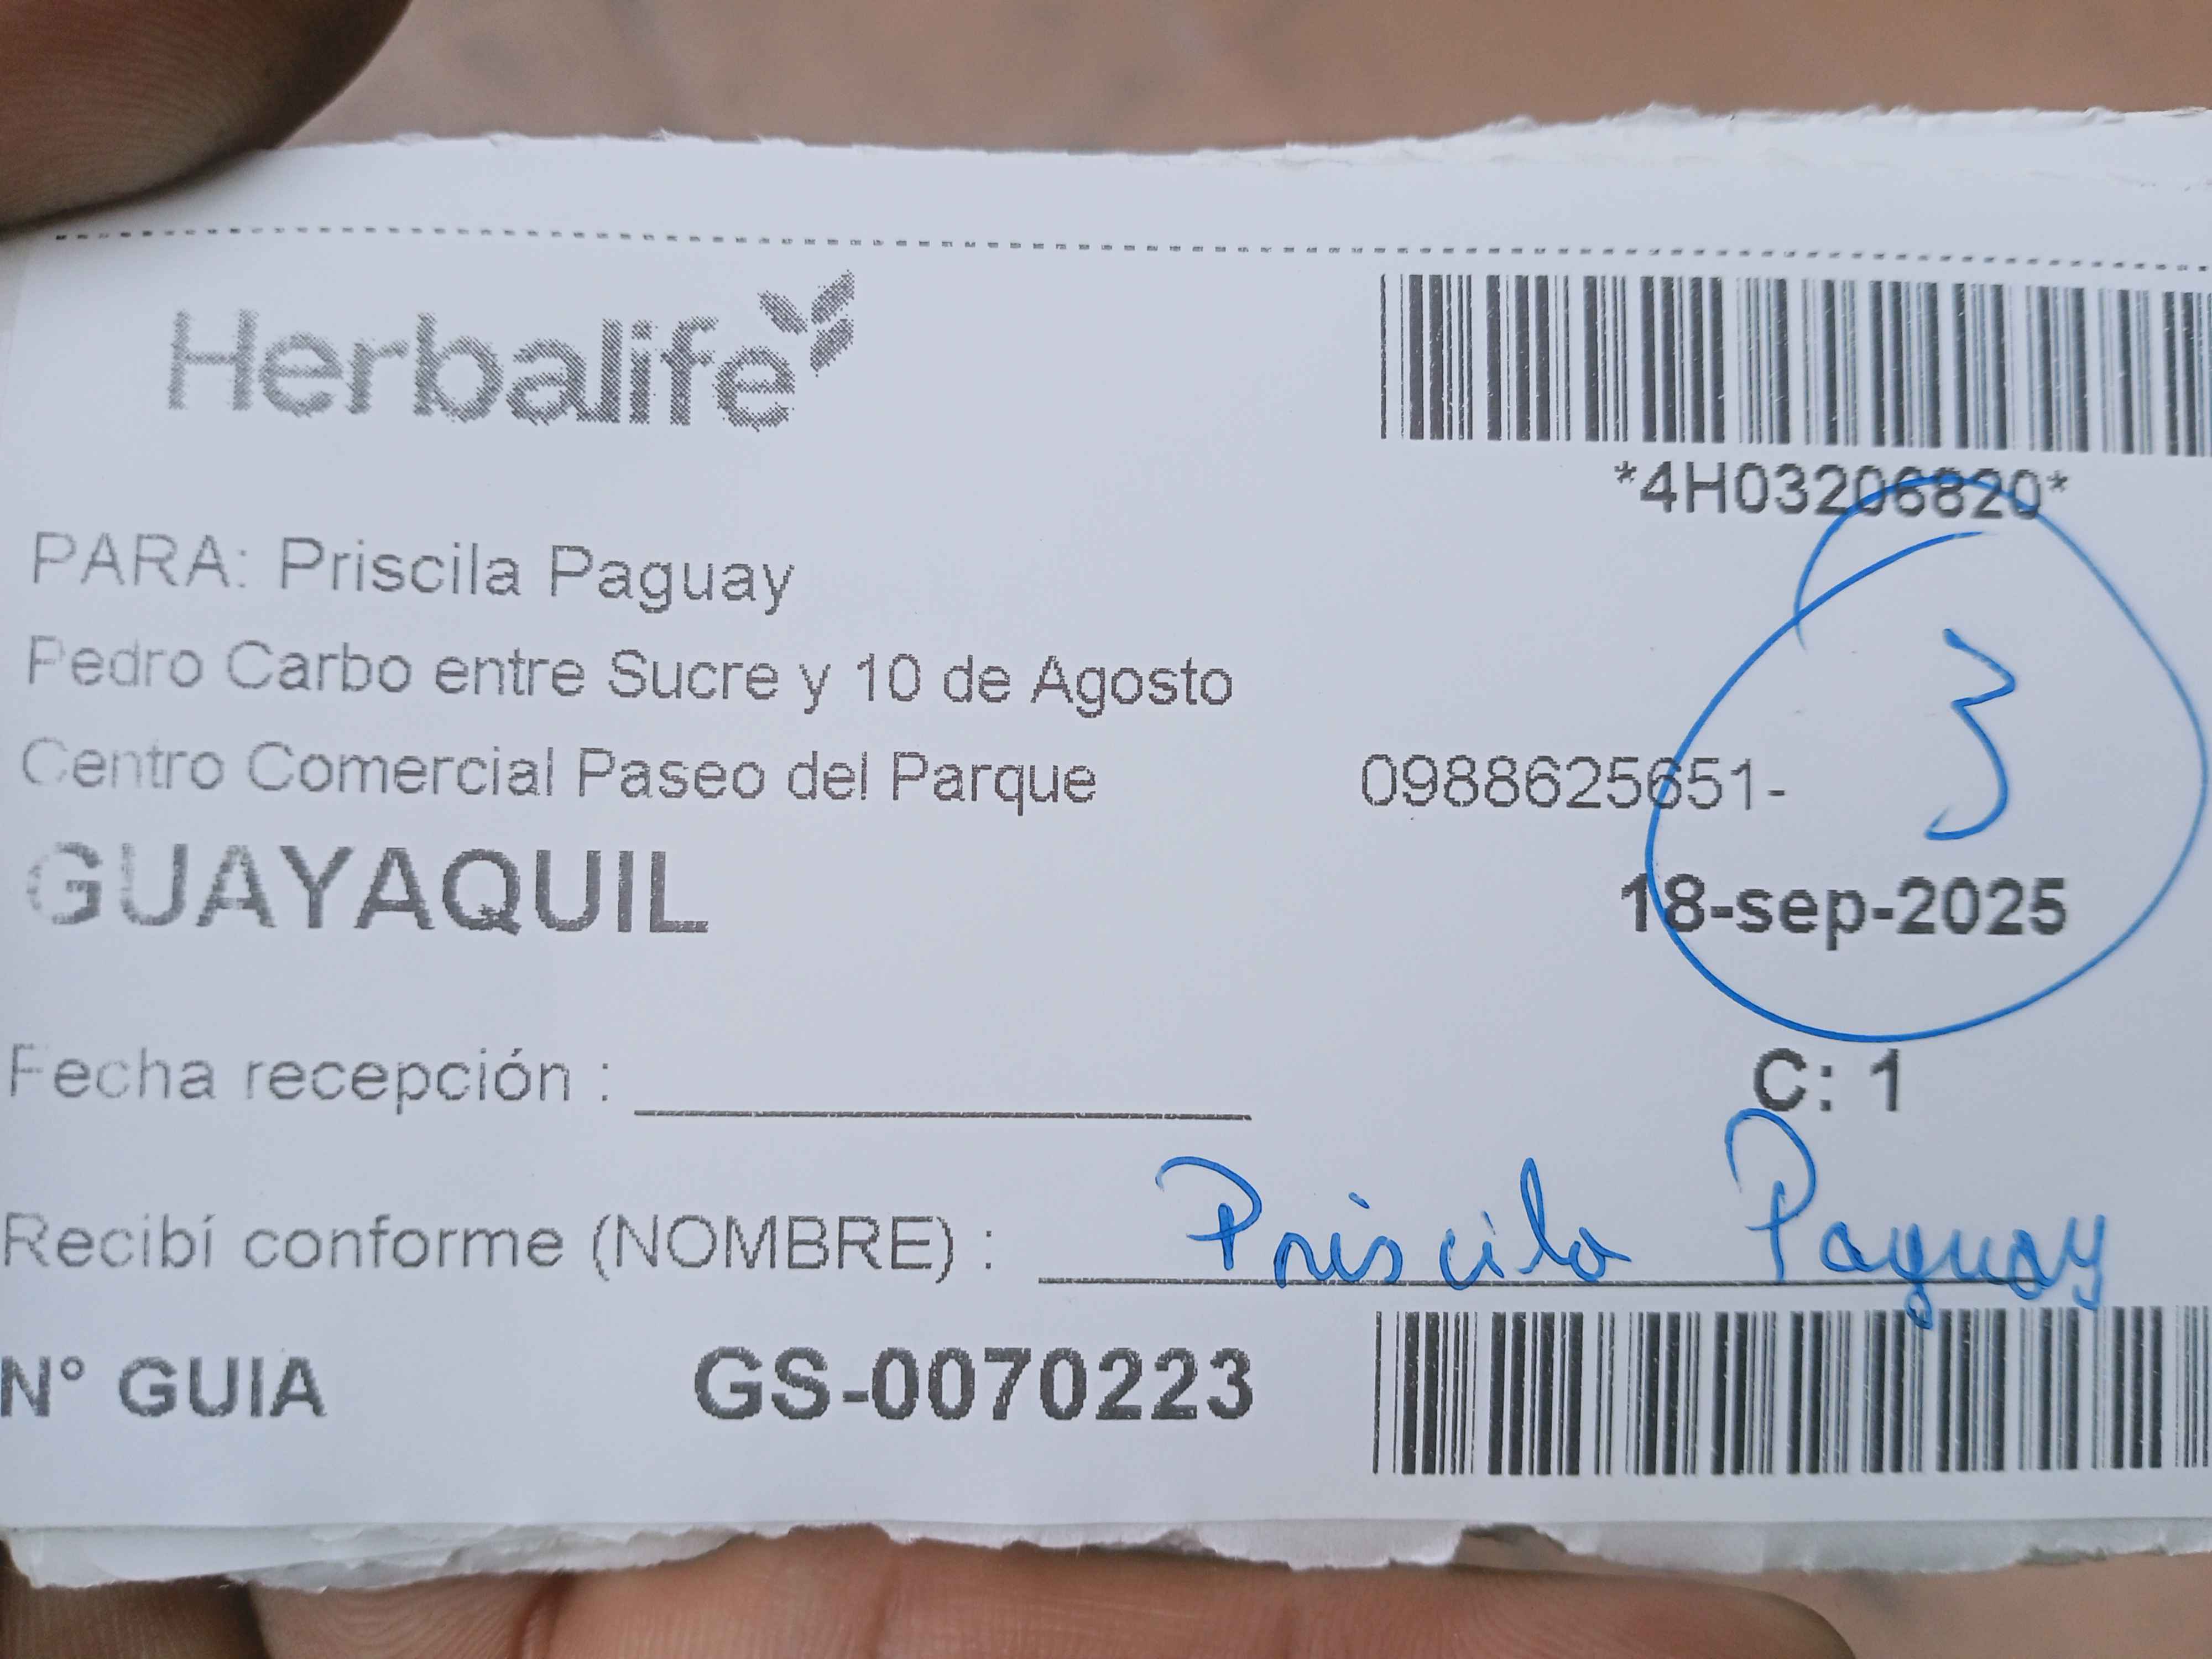 Herbalife
*4H03206820*
PARA: Priscila Paguay
Pedro Carbo entre Sucre y 10 de Agosto
3
Centro Comercial Paseo del Parque 0988625651-
GUAYAQUIL 18-sep-2025
Fecha recepción : C: 1
Recibí conforme (NOMBRE) : Priscila Paguay
N° GUIA GS-0070223